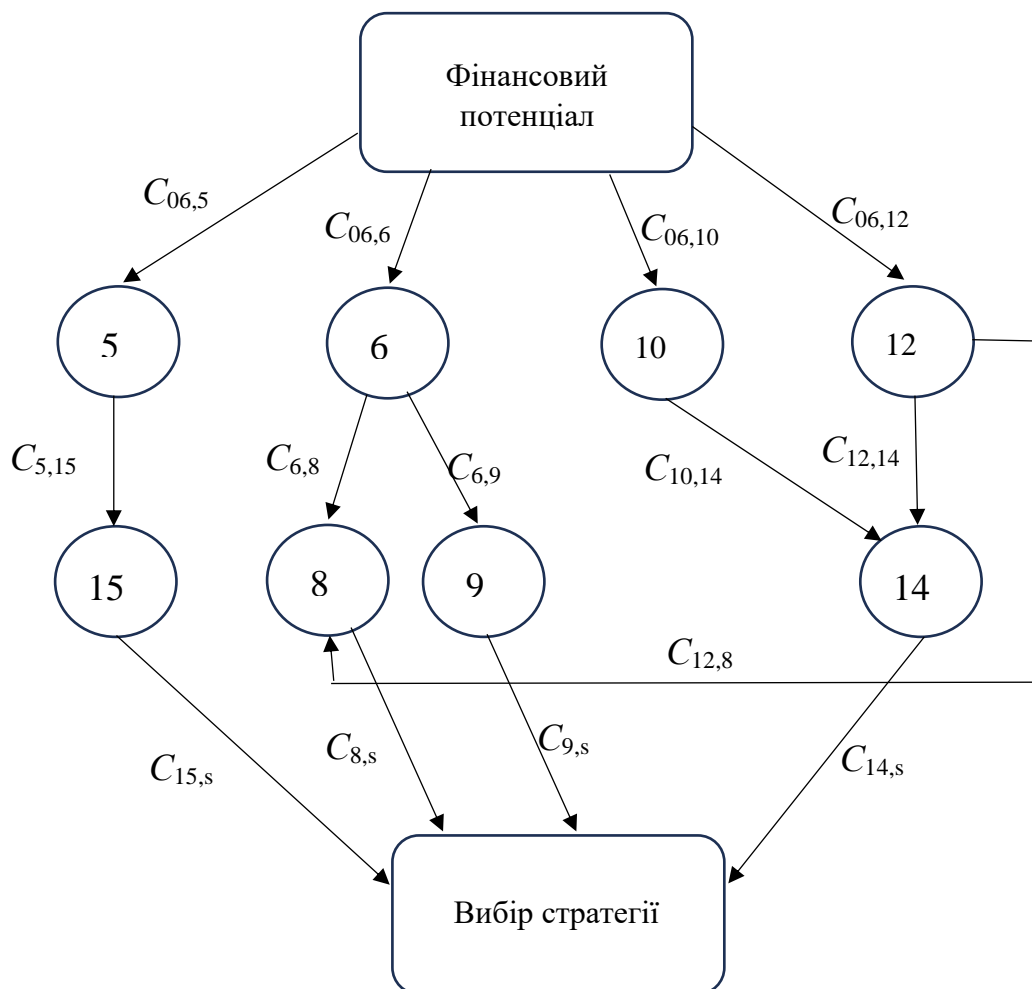 Фінансовий
потенціал
C06,5
C06,6
C06,10
C06,12
5
6
10
12
C5,15
C6,8
C6,9
C10,14
C12,14
15
8
9
14
C12,8
C15,s
C8,s
C9,s
C14,s
Вибір стратегії